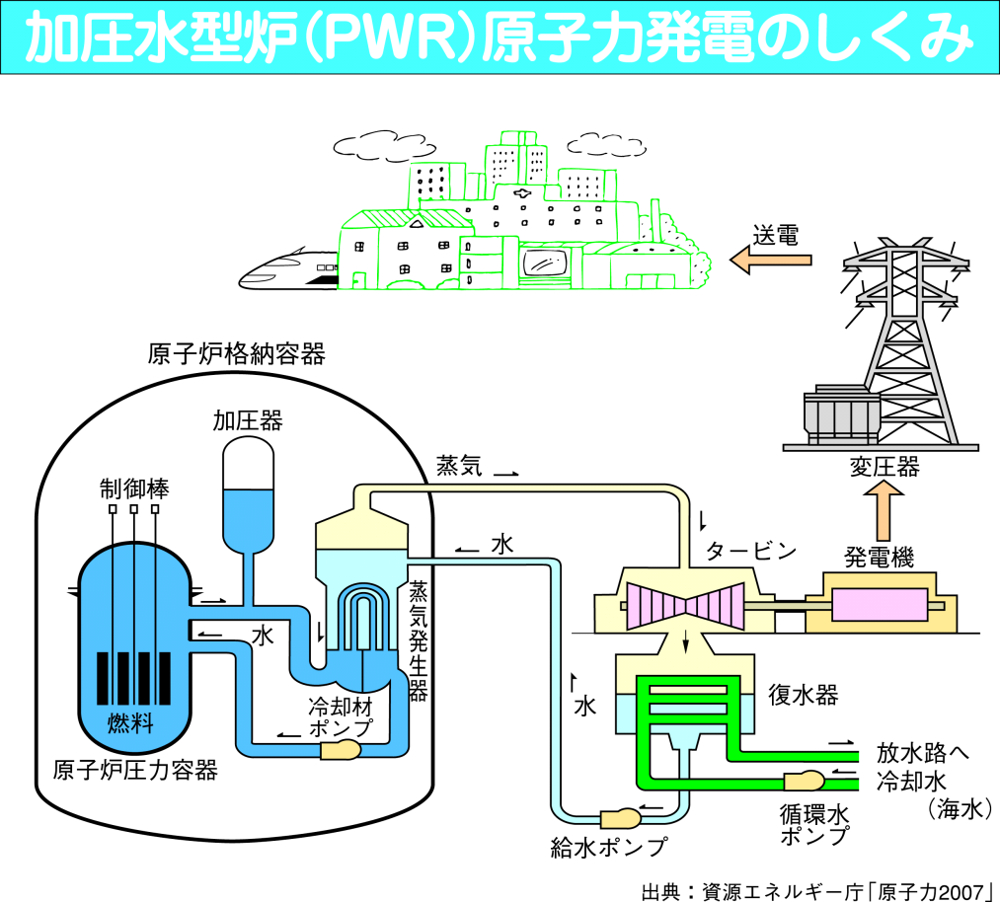 加圧水型炉(PWR)原子力発電のしくみ
送電
原子炉格納容器
加圧器
変圧器
蒸気
制御棒
水
タービン
発電機
蒸気発生器
水
水
復水器
冷却材
ポンプ
燃料
原子炉圧力容器
放水路へ
冷却水
(海水)
循環水
ポンプ
給水ポンプ
出典:資源エネルギー庁「原子力2007」